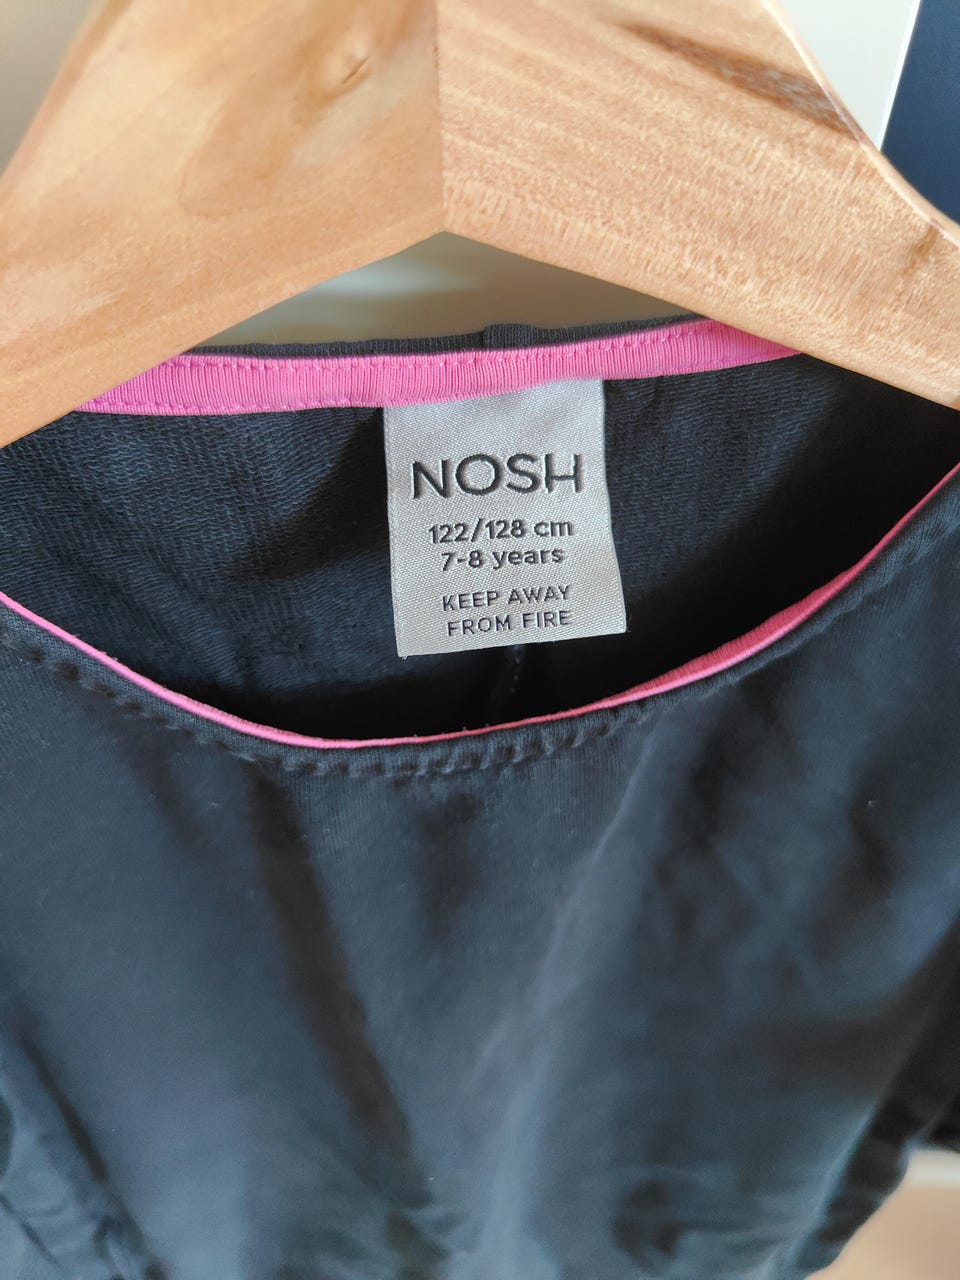 NOSH
122/128 cm
7-8 years
KEEP AWAY
FROM FIRE